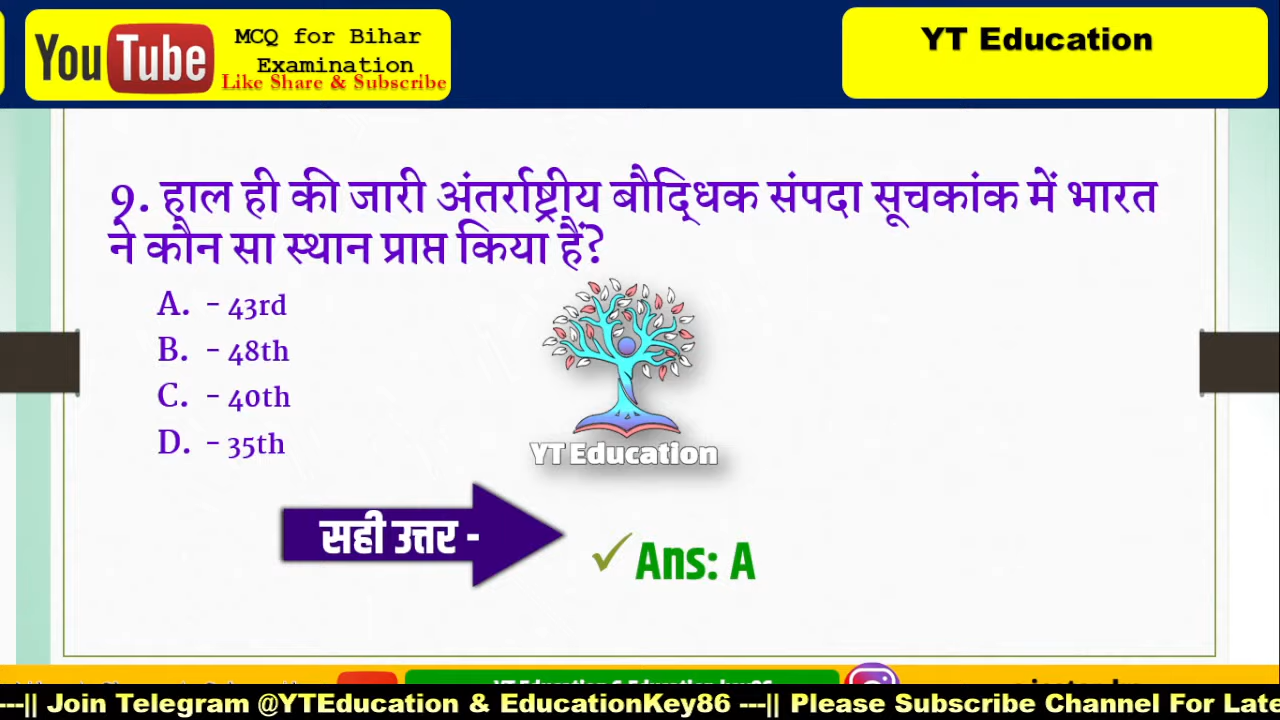 YouTube
MCQ for Bihar
Examination
Like Share & Subscribe
YT Education
9. हाल ही की जारी अंतर्राष्ट्रीय बौद्धिक संपदा सूचकांक में भारत
ने कौन सा स्थान प्राप्त किया हैं?
A. - 43rd
B. - 48th
C. - 40th
D. - 35th
YT Education
सही उत्तर -
Ans: A
---|| Join Telegram @YTEducation & EducationKey86 ---|| Please Subscribe Channel For Late